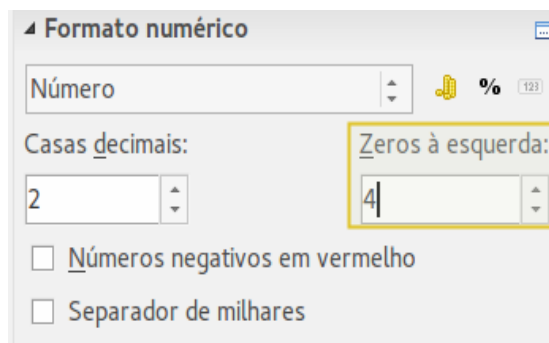 Formato numérico
Número % 123
Casas decimais: Zeros à esquerda:
2 4
Números negativos em vermelho
Separador de milhares